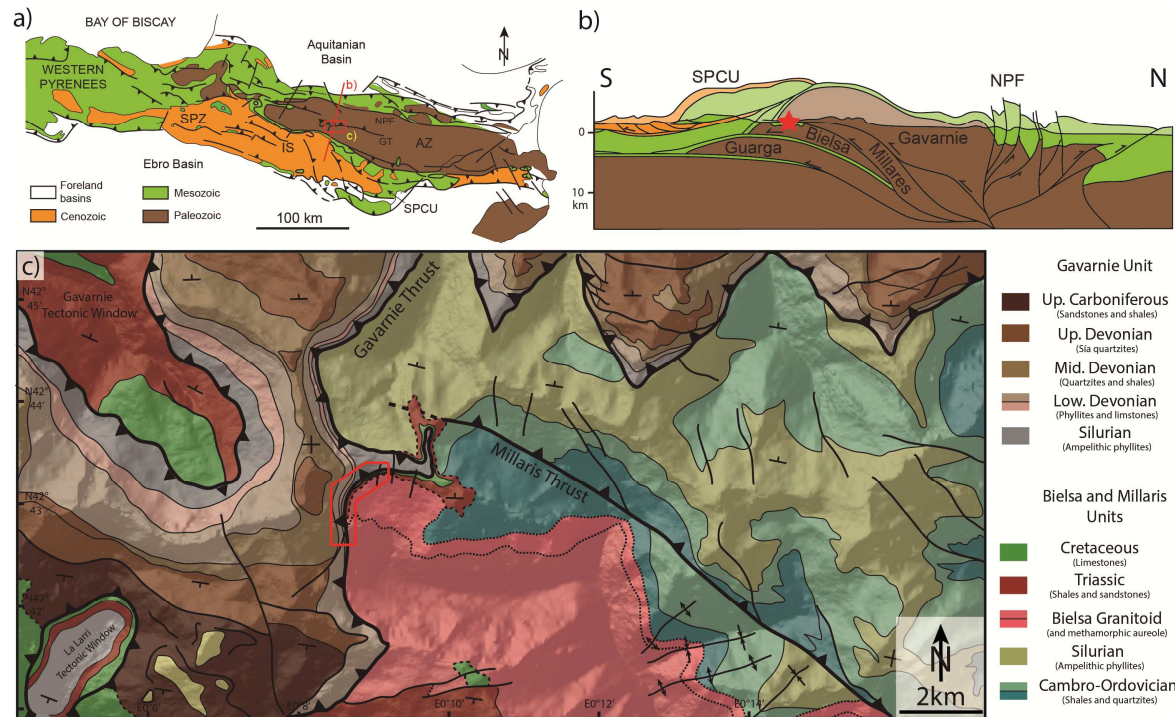 a)
BAY OF BISCAY
Aquitanian
Basin
N
WESTERN
PYRENEES
b)
SPZ
NPF
c)
GT
AZ
IS
Ebro Basin
SPCU
Foreland
basins
Mesozoic
Cenozoic
Paleozoic
100 km
b)
S
SPCU
NPF
N
0
Bielsa
Gavarnie
Guarga
Millares
10
km
c)
N42°
45'
Gavarnie
Tectonic Window
Gavarnie Thrust
N42°
44'
Millaris Thrust
N42°
43'
N42°
42'
La Larri
Tectonic Window
E0°6'
E0°8'
E0°10'
E0°12'
E0°14'
N
2km
Gavarnie Unit
Up. Carboniferous
(Sandstones and shales)
Up. Devonian
(Sía quartzites)
Mid. Devonian
(Quartzites and shales)
Low. Devonian
(Phyllites and limstones)
Silurian
(Ampelithic phyllites)
Bielsa and Millaris
Units
Cretaceous
(Limestones)
Triassic
(Shales and sandstones)
Bielsa Granitoid
(and methamorphic aureole)
Silurian
(Ampelithic phyllites)
Cambro-Ordovician
(Shales and quartzites)